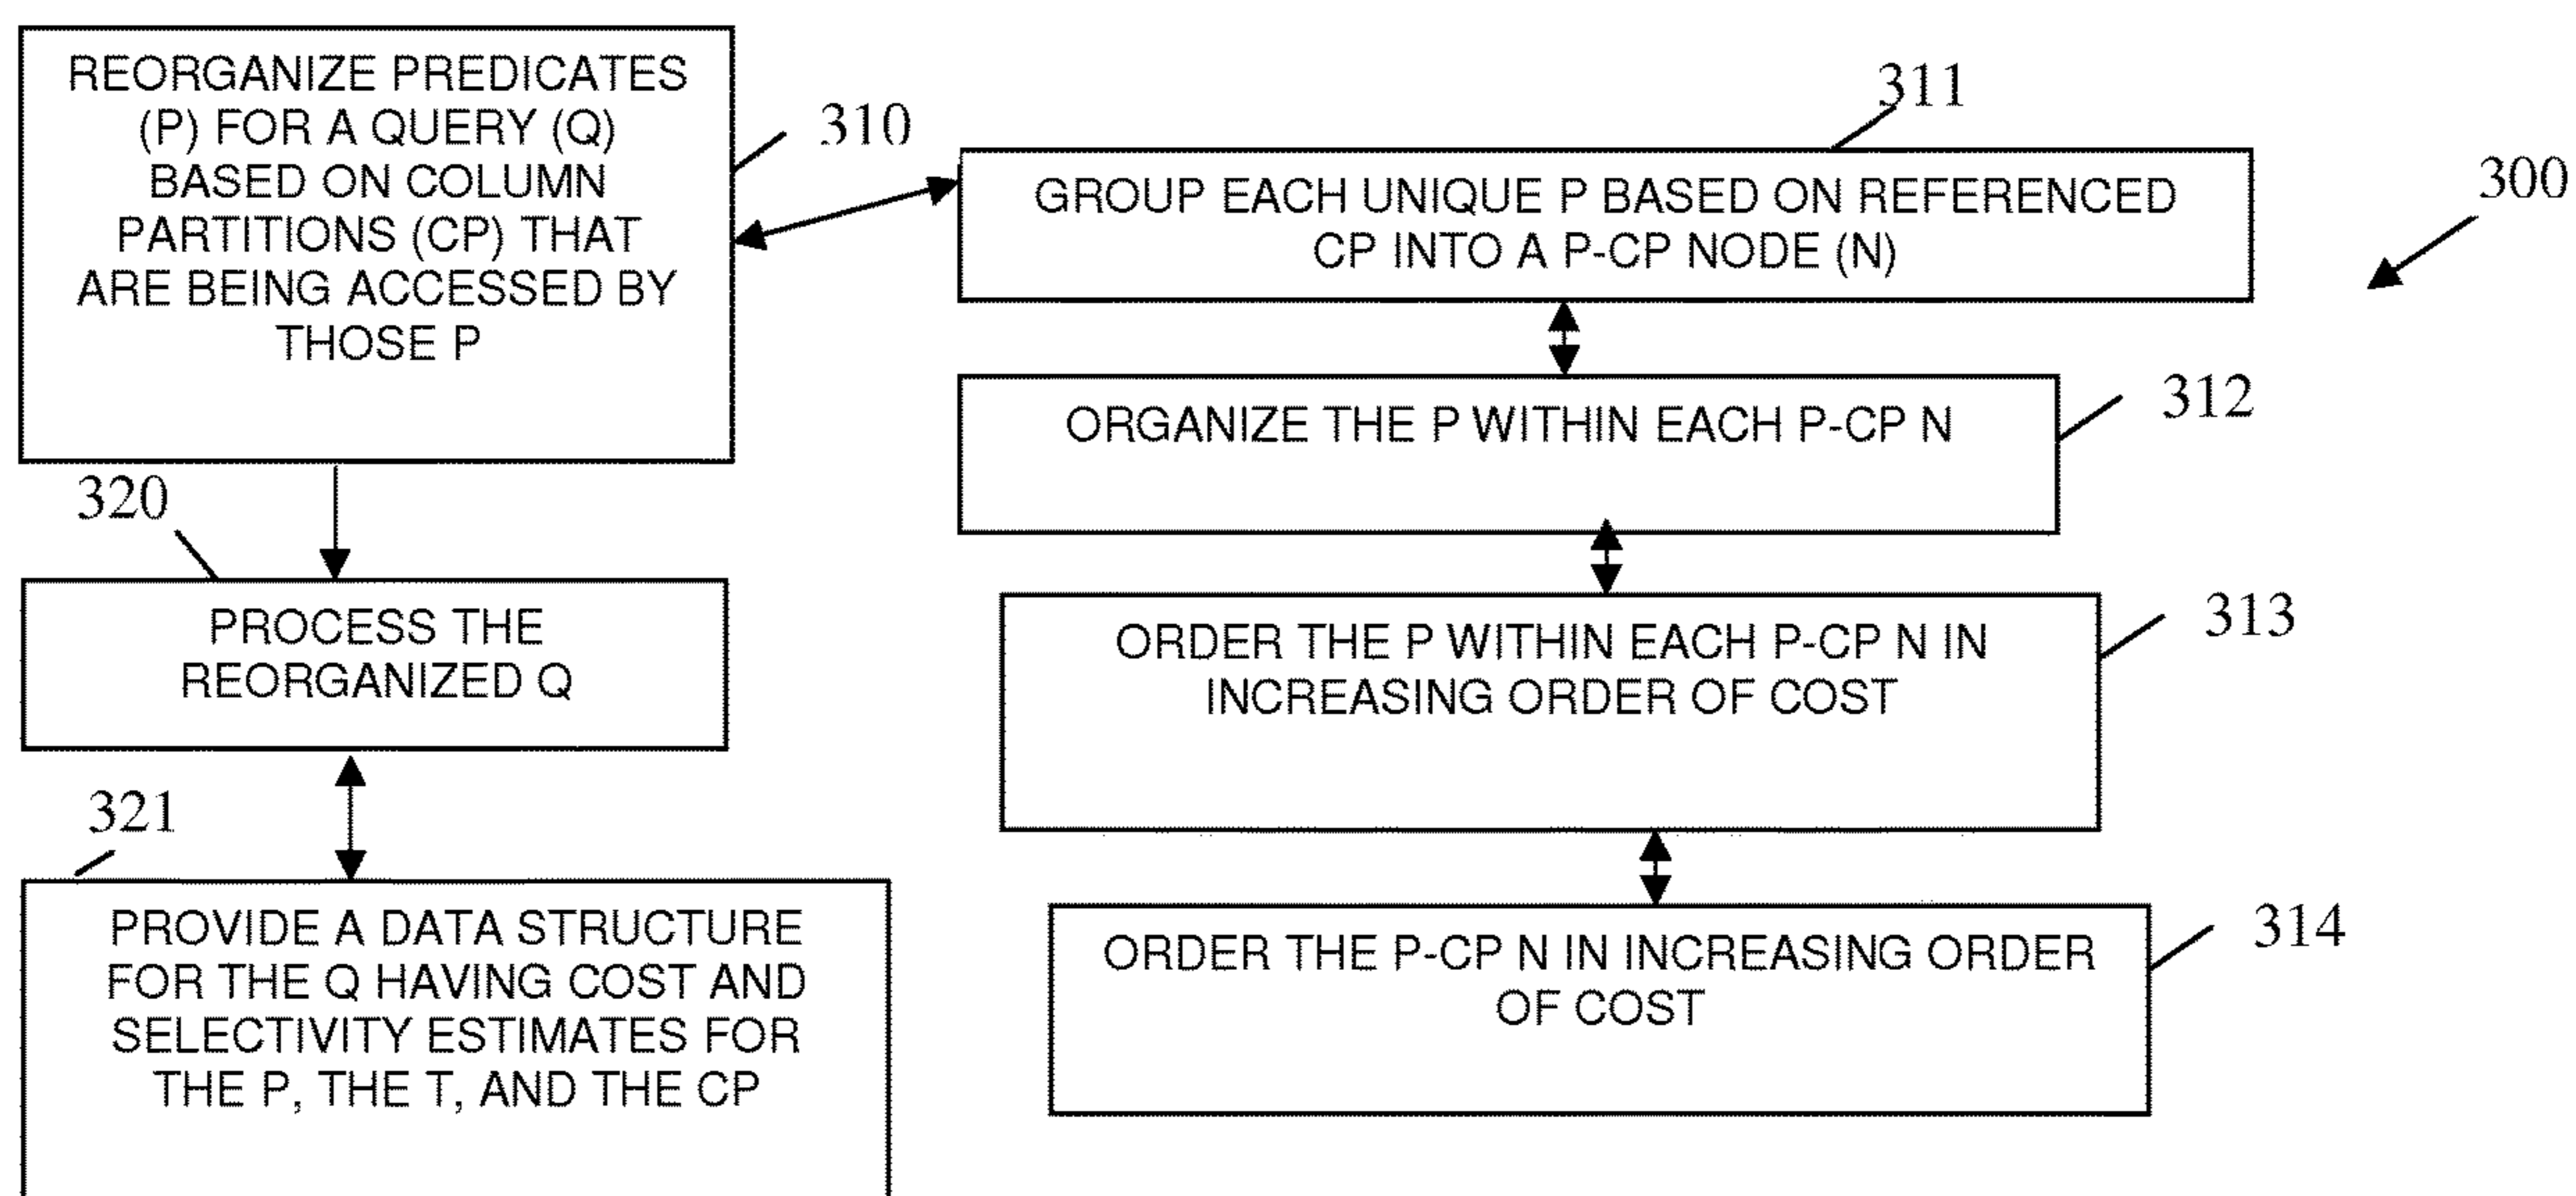 REORGANIZE PREDICATES
(P) FOR A QUERY (Q)
BASED ON COLUMN
PARTITIONS (CP) THAT
ARE BEING ACCESSED BY
THOSE P
310
311
GROUP EACH UNIQUE P BASED ON REFERENCED
CP INTO A P-CP NODE (N)
300
ORGANIZE THE P WITHIN EACH P-CP N
312
320
PROCESS THE
REORGANIZED Q
ORDER THE P WITHIN EACH P-CP N IN
INCREASING ORDER OF COST
313
321
PROVIDE A DATA STRUCTURE
FOR THE Q HAVING COST AND
SELECTIVITY ESTIMATES FOR
THE P, THE T, AND THE CP
ORDER THE P-CP N IN INCREASING ORDER
OF COST
314